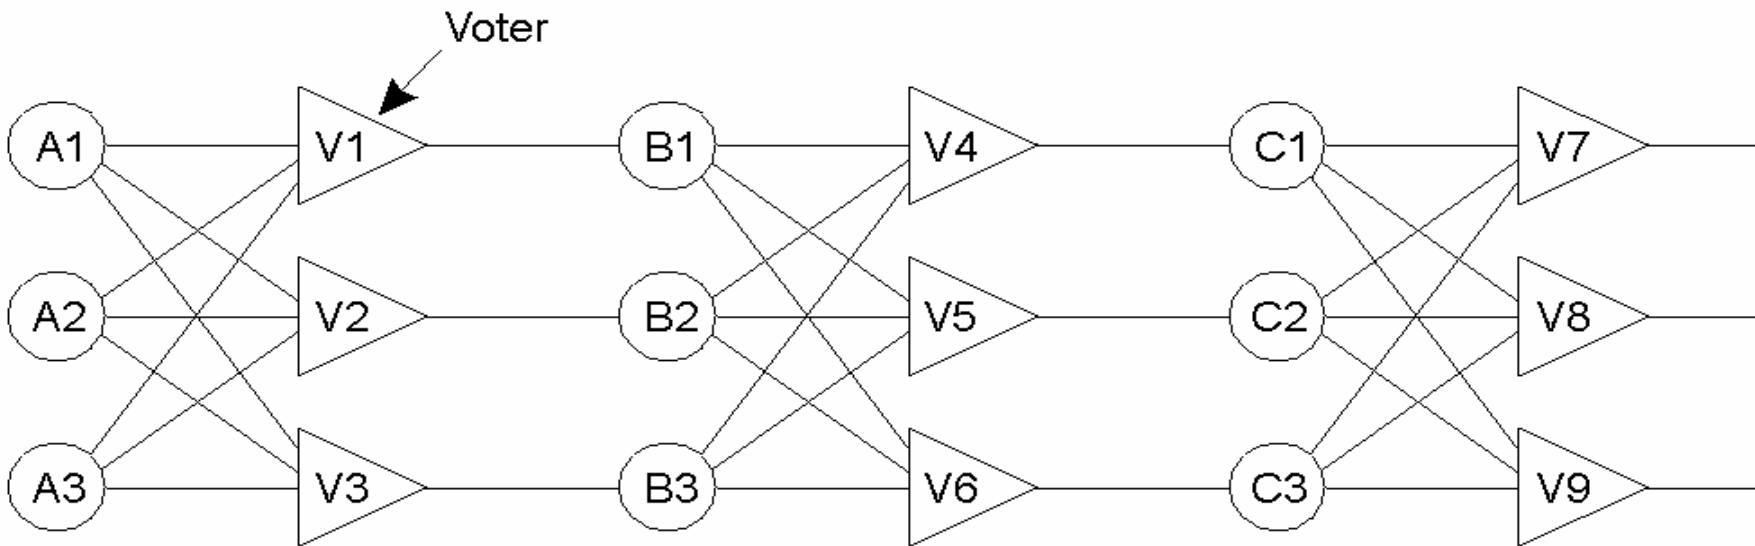 Voter
A1 V1 B1 V4 C1 V7
A2 V2 B2 V5 C2 V8
A3 V3 B3 V6 C3 V9